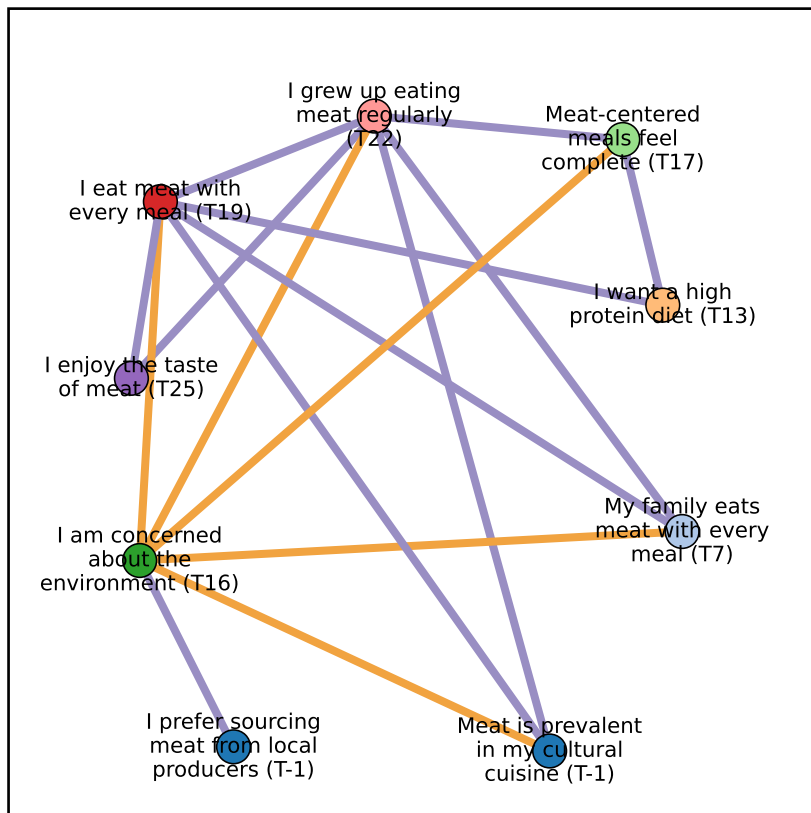 I grew up eating
meat regularly
(T22)
Meat-centered
meals feel
complete (T17)
I eat meat with
every meal (T19)
I want a high
protein diet (T13)
I enjoy the taste
of meat (T25)
My family eats
meat with every
meal (T7)
I am concerned
about the
environment (T16)
I prefer sourcing
meat from local
producers (T-1)
Meat is prevalent
in my cultural
cuisine (T-1)